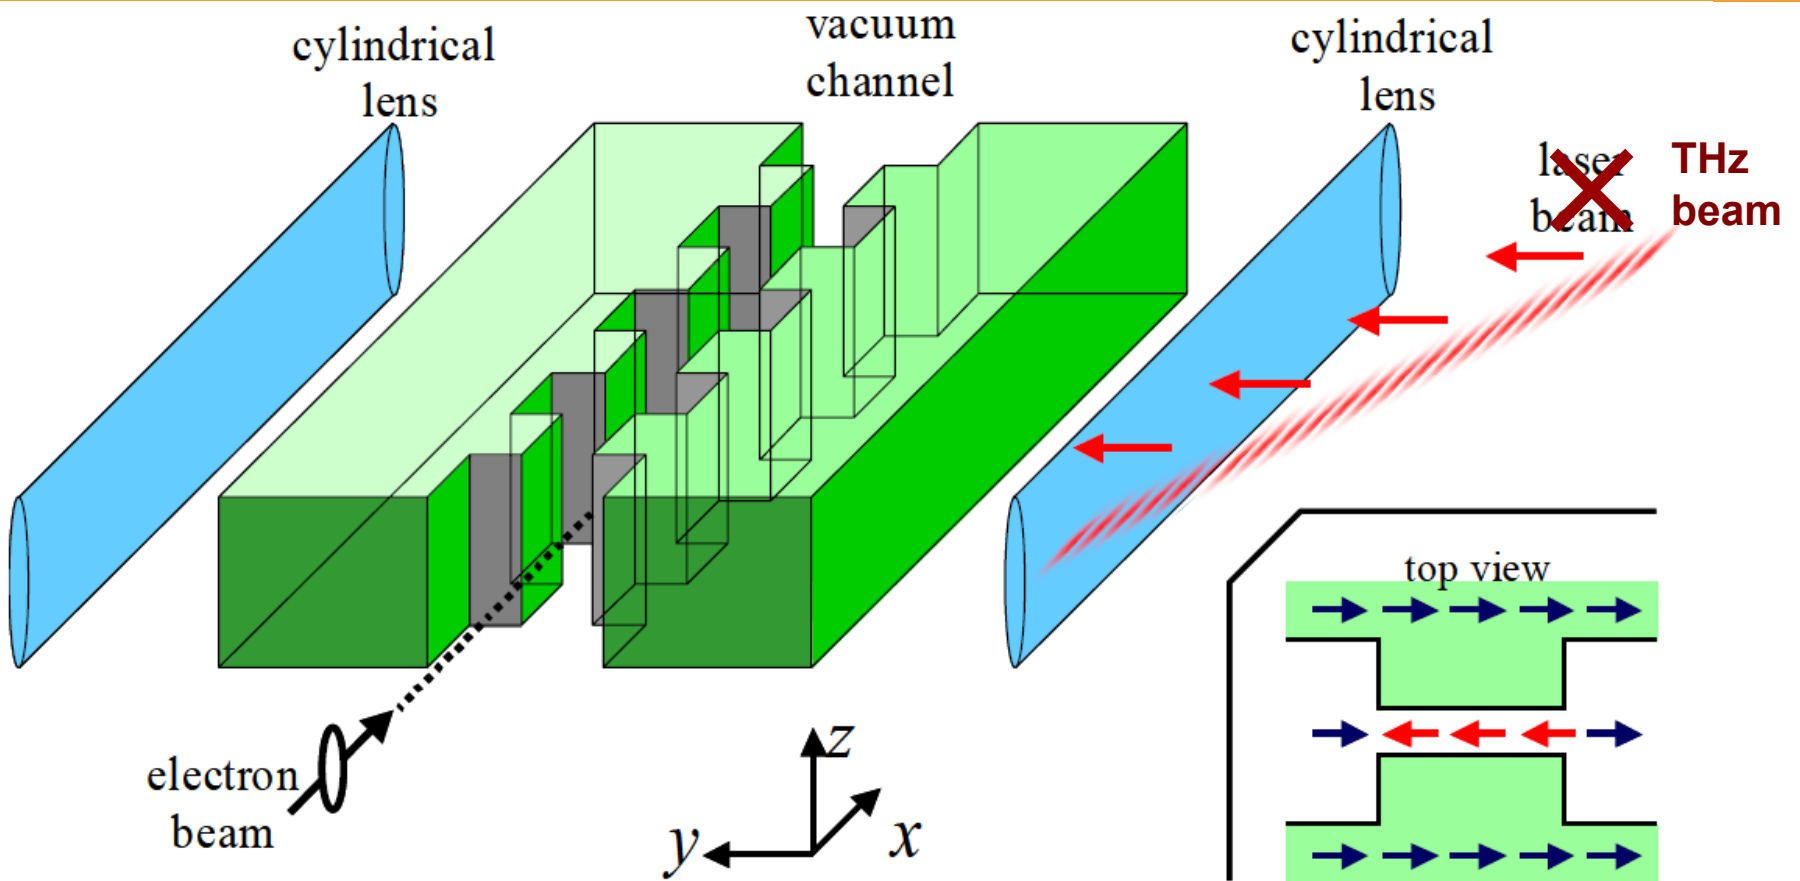 cylindrical
lens
vacuum
channel
cylindrical
lens
laser
beam
THz
beam
top view
electron
beam
z
y
x